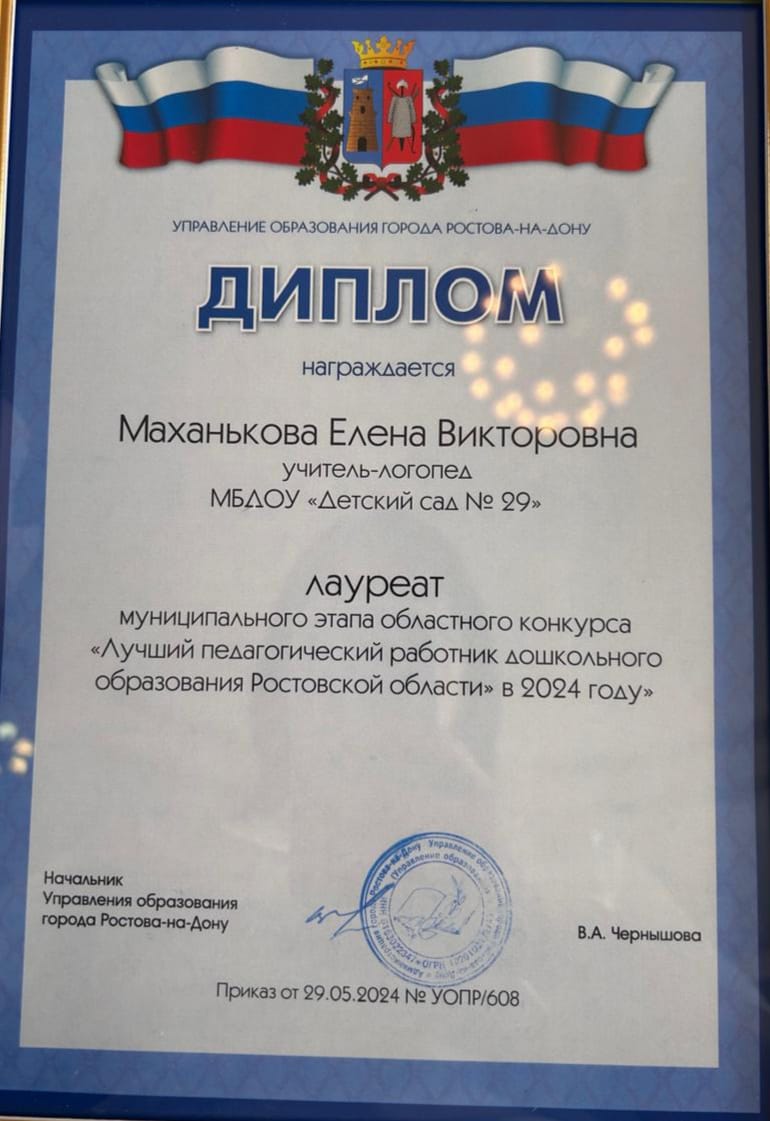 УПРАВЛЕНИЕ ОБРАЗОВАНИЯ ГОРОДА РОСТОВА-НА-ДОНУ
ДИПЛОМ
награждается
Маханькова Елена Викторовна
учитель-логопед
МБДОУ «Детский сад № 29»
лауреат
муниципального этапа областного конкурса
«Лучший педагогический работник дошкольного
образования Ростовской области» в 2024 году»
Начальник
Управления образования
города Ростова-на-Дону
В.А. Чернышова
Приказ от 29.05.2024 № УОПР/608